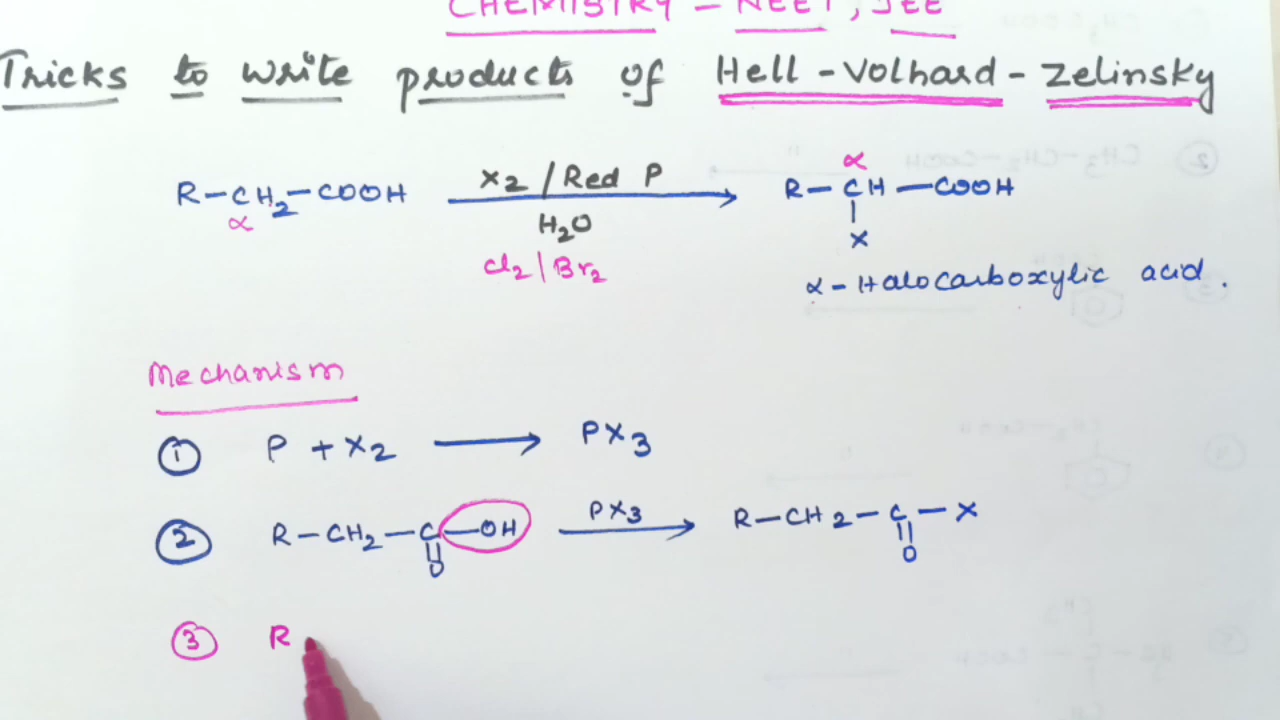 CHEMISTRY - NEET, JEE
Tricks to write products of Hell-Volhard-Zelinsky
R-CH2-COOH X2/Red P R-CH-COOH
α H2O α
Cl2/Br2 X
α-Halocarboxylic acid.
Mechanism
① P + X2 → PX3
② R-CH2-C-OH PX3 → R-CH2-C-X
O O
③ R